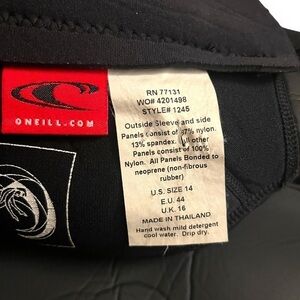 ONEILL.COM
RN 77131
WO# 4201498
STYLE# 1245
Outside Sleeve and side
Panels consist of 87% nylon.
13% spandex. All other
Panels consist of 100%
Nylon. All Panels Bonded to
neoprene (non-fibrous
rubber)
U.S. SIZE 14
EU. 44
UK. 16
MADE IN THAILAND
Hand wash mild detergent
cool water. Drip dry.